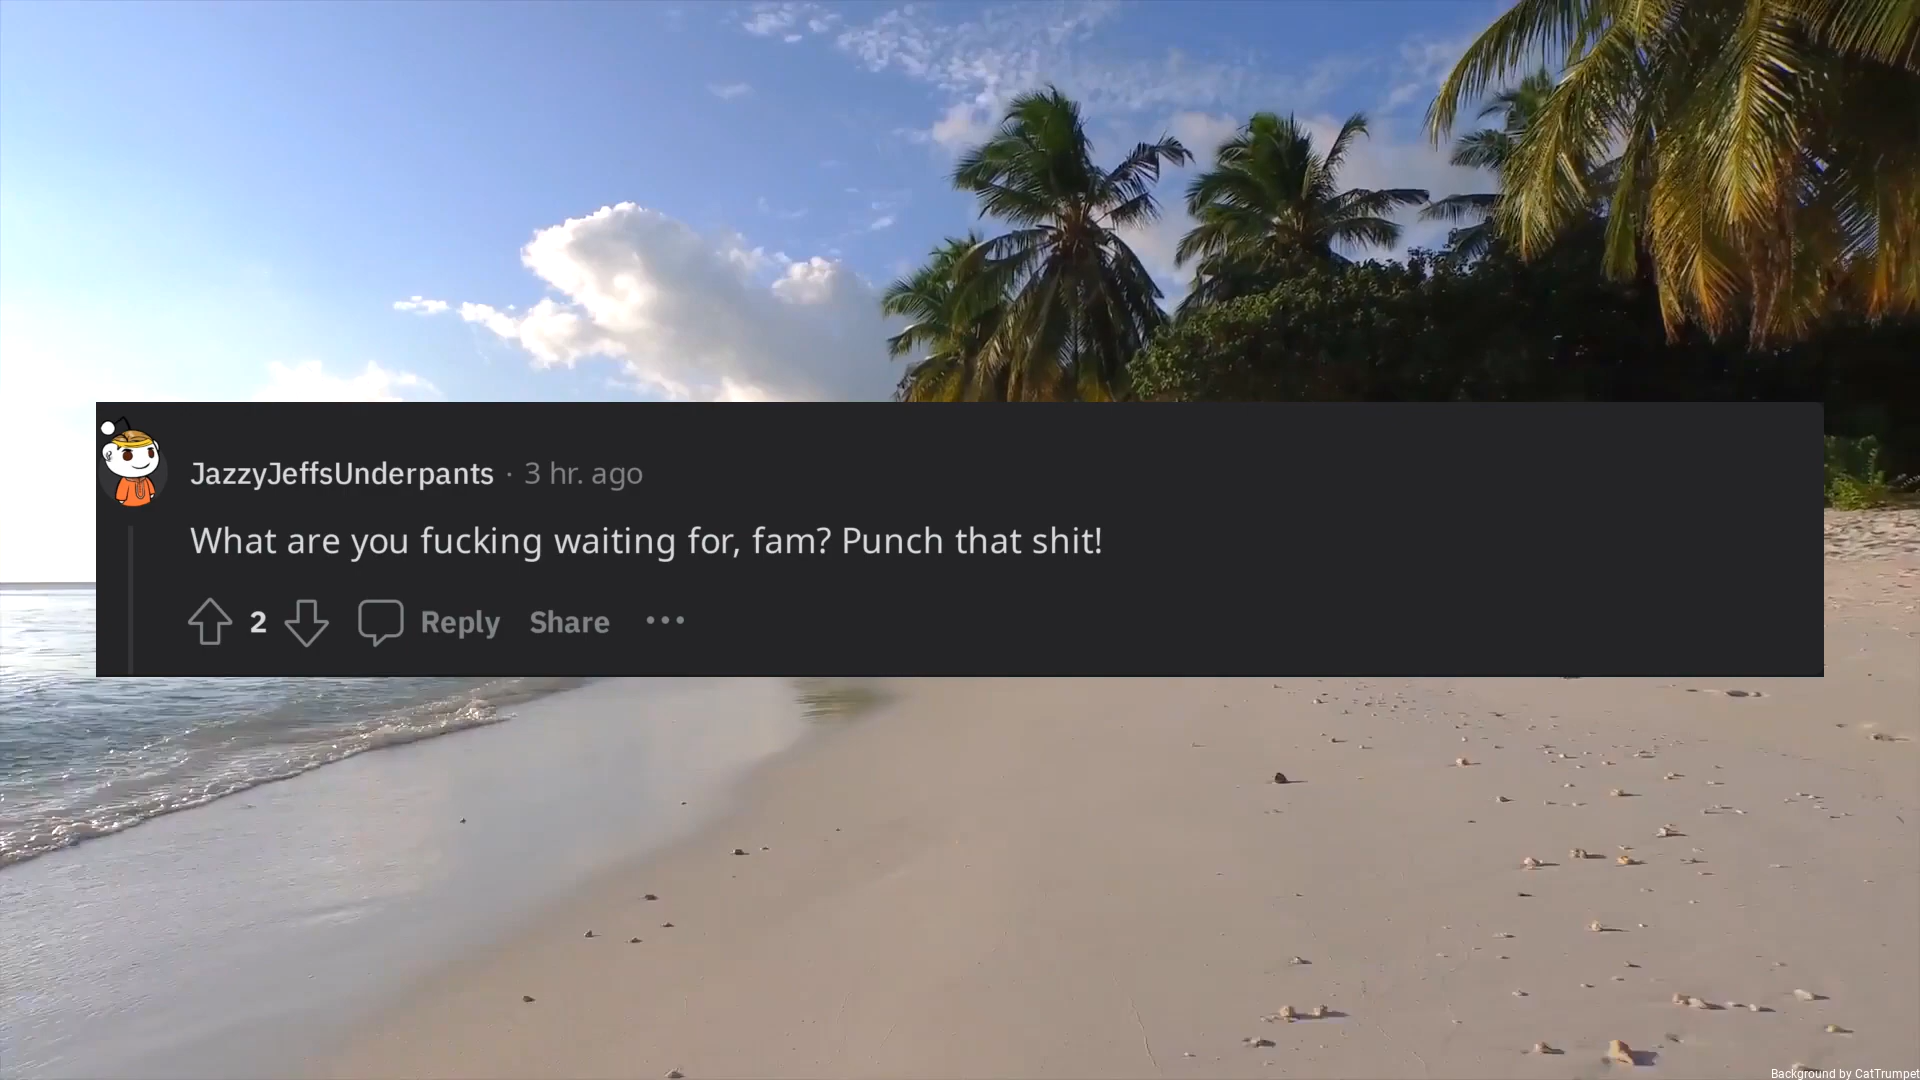 JazzyJeffsUnderpants · 3 hr. ago
What are you fucking waiting for, fam? Punch that shit!
2 Reply Share ···
Background by CatTrumpet